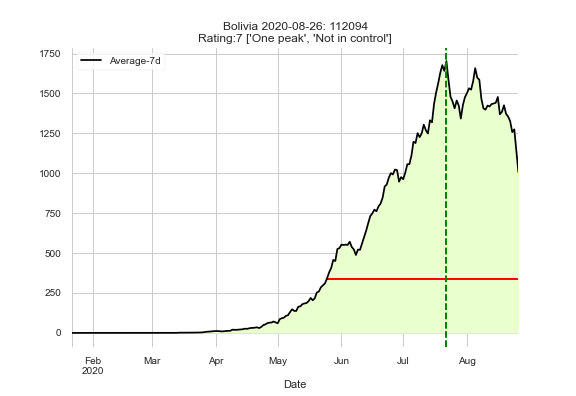 Bolivia 2020-08-26: 112094
Rating:7 ['One peak', 'Not in control']
Average-7d
1750
1500
1250
1000
750
500
250
0
Feb Mar Apr May Jun Jul Aug
2020
Date